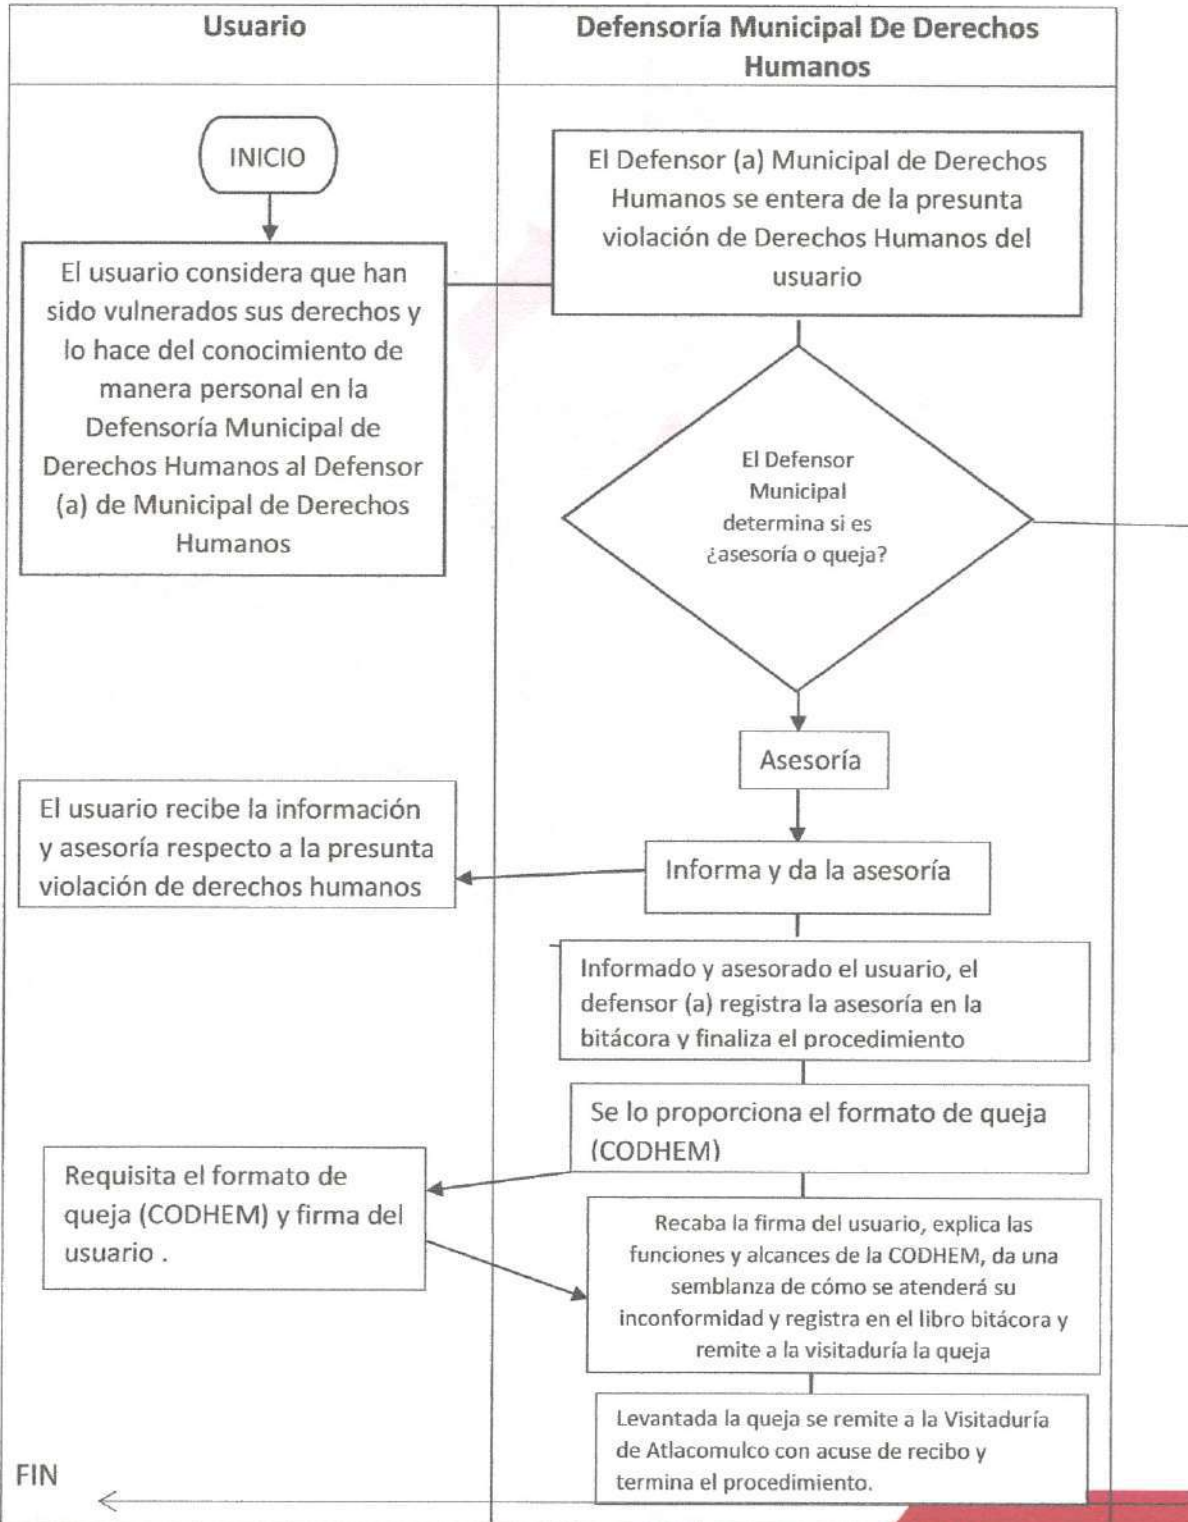 Usuario
Defensoría Municipal De Derechos
Humanos
INICIO
El Defensor (a) Municipal de Derechos
Humanos se entera de la presunta
violación de Derechos Humanos del
usuario
El usuario considera que han
sido vulnerados sus derechos y
lo hace del conocimiento de
manera personal en la
Defensoría Municipal de
Derechos Humanos al Defensor
(a) de Municipal de Derechos
Humanos
El Defensor
Municipal
determina si es
¿asesoría o queja?
Asesoría
Informa y da la asesoría
El usuario recibe la información
y asesoría respecto a la presunta
violación de derechos humanos
Informado y asesorado el usuario, el
defensor (a) registra la asesoría en la
bitácora y finaliza el procedimiento
Se lo proporciona el formato de queja
(CODHEM)
Requisita el formato de
queja (CODHEM) y firma del
usuario .
Recaba la firma del usuario, explica las
funciones y alcances de la CODHEM, da una
semblanza de cómo se atenderá su
inconformidad y registra en el libro bitácora y
remite a la visitaduría la queja
Levantada la queja se remite a la Visitaduría
de Atlacomulco con acuse de recibo y
termina el procedimiento.
FIN